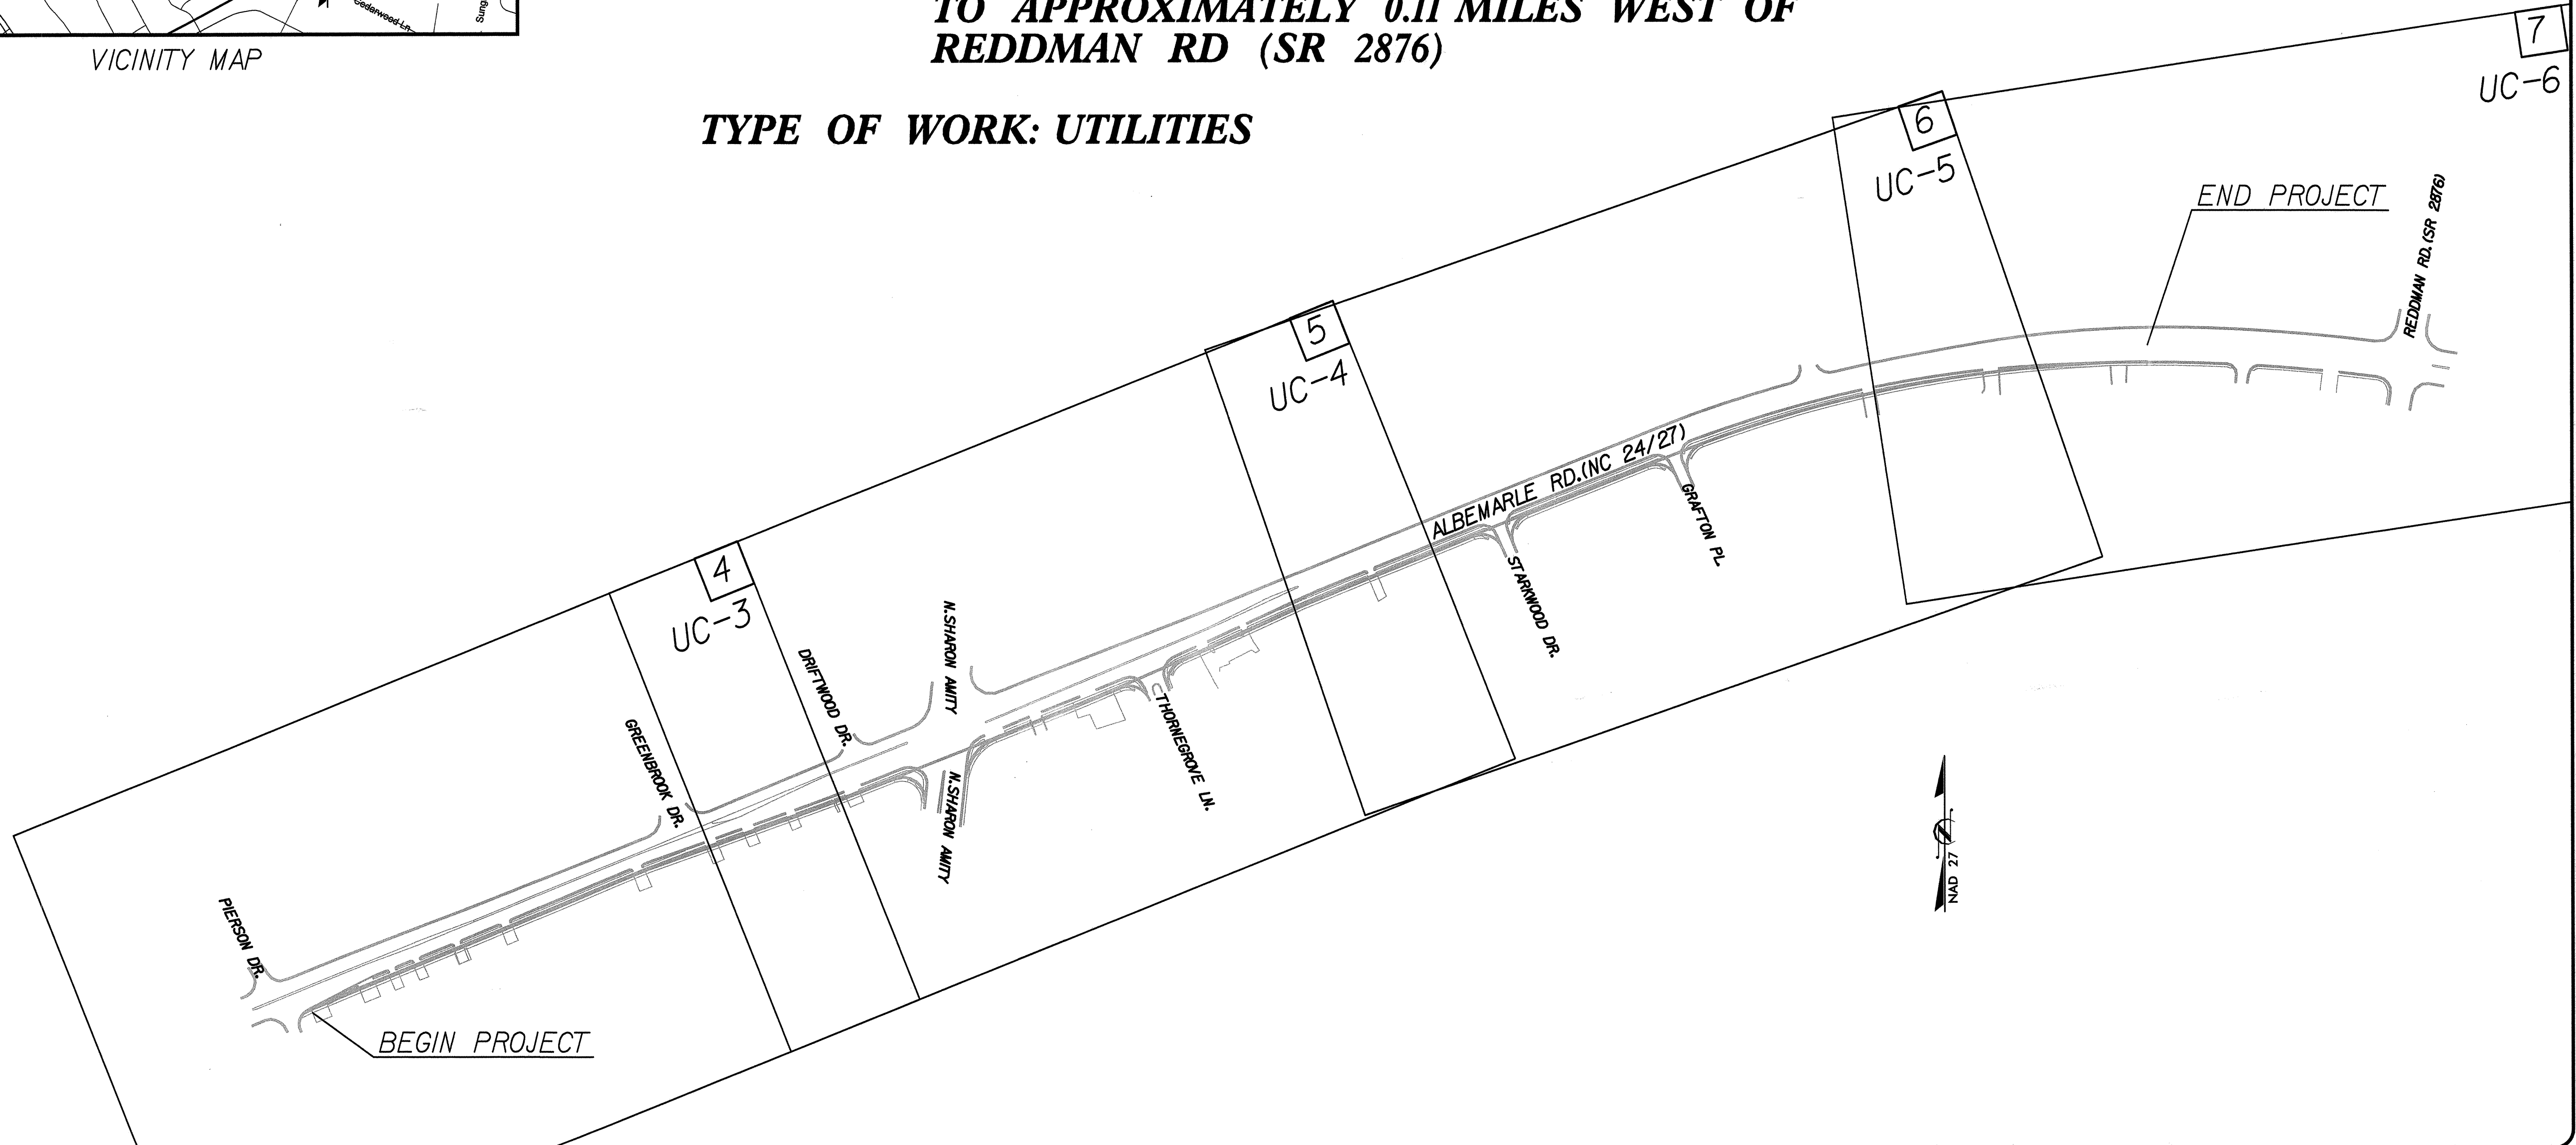 Cedarwood Ln
Sung
VICINITY MAP
TO APPROXIMATELY 0.11 MILES WEST OF
REDDMAN RD (SR 2876)
TYPE OF WORK: UTILITIES
7
UC-6
6
UC-5
END PROJECT
REDDMAN RD. (SR 2876)
5
UC-4
ALBEMARLE RD. (NC 24/27)
GRAFTON PL.
STARKWOOD DR.
4
UC-3
N. SHARON AMITY
DRIFTWOOD DR.
GREENBROOK DR.
THORNEGROVE LN.
N. SHARON AMITY
PIERSON DR.
BEGIN PROJECT
NAD 27